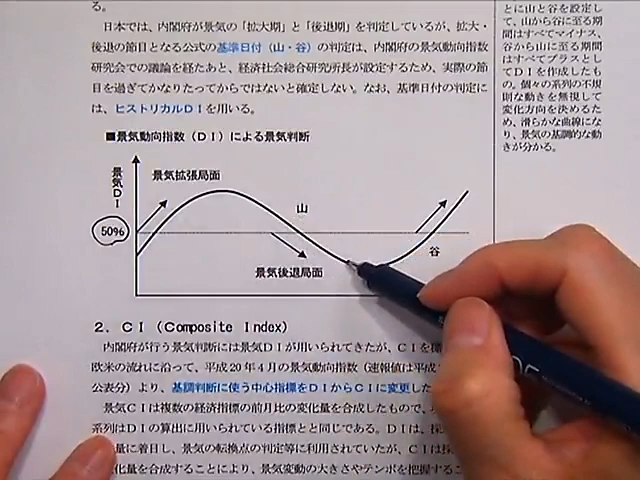 る。
日本では、内閣府が景気の「拡大期」と「後退期」を判定しているが、拡大・
後退の節目となる公式の基準日付（山・谷）の判定は、内閣府の景気動向指数
研究会での議論を経たあと、経済社会総合研究所長が設定するため、実際の節
目を過ぎてかなりたってからではないと確定しない。なお、基準日付の判定に
は、ヒストリカルＤＩを用いる。
■景気動向指数（ＤＩ）による景気判断
景気ＤＩ
景気拡張局面
山
50%
谷
景気後退局面
２．ＣＩ（Composite Index）
内閣府が行う景気判断には景気ＤＩが用いられてきたが、ＣＩを
欧米の流れに沿って、平成20年４月の景気動向指数（速報値は平成
公表分）より、基調判断に使う中心指標をＤＩからＣＩに変更した
景気ＣＩは複数の経済指標の前月比の変化量を合成したもので、
系列はＤＩの算出に用いられている指標とと同じである。ＤＩは、
量に着目し、景気の転換点の判定等に利用されていたが、ＣＩは
化量を合成することにより、景気変動の大きさやテンポを把握する
とに山と谷を設定し
て、山から谷に至る期
間はすべてマイナス、
谷から山に至る期間
はすべてプラスとし
てＤＩを作成したも
の。個々の系列の不規
則な動きを無視して
変化方向を決めるた
め、滑らかな曲線にな
り、景気の基調的な動
きが分かる。